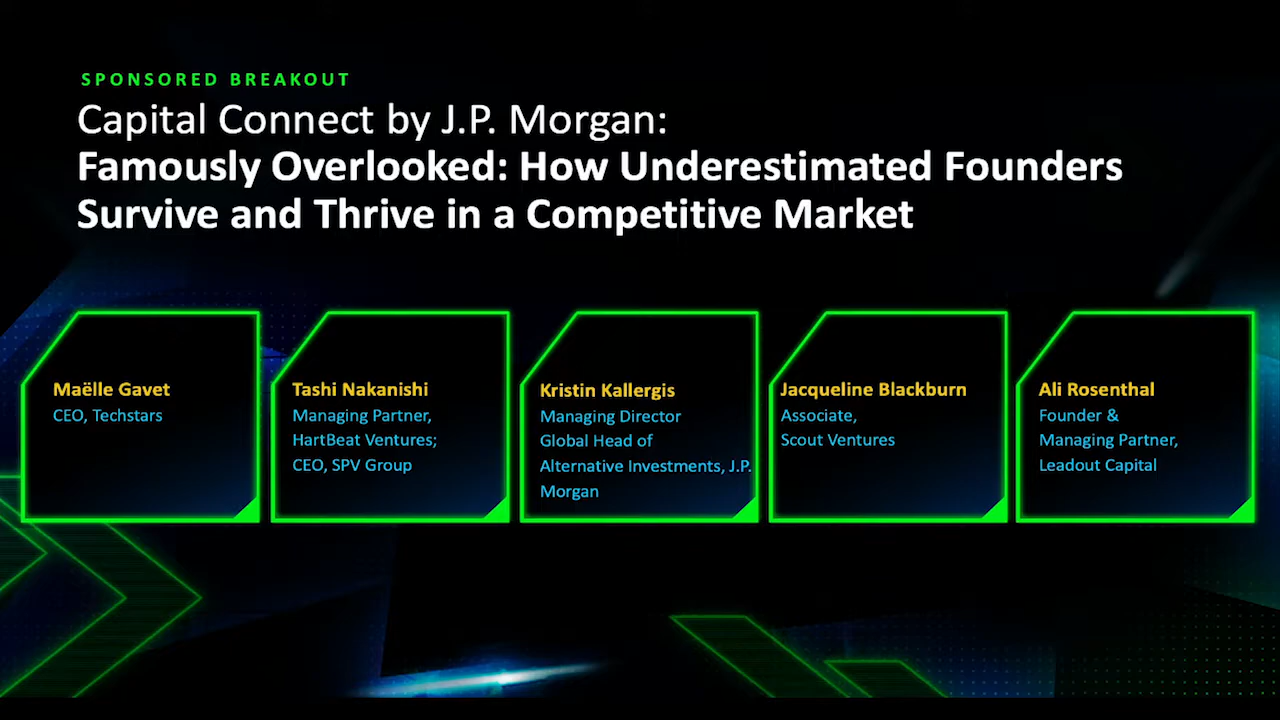 SPONSORED BREAKOUT
Capital Connect by J.P. Morgan:
Famously Overlooked: How Underestimated Founders
Survive and Thrive in a Competitive Market
Maëlle Gavet
CEO, Techstars
Tashi Nakanishi
Managing Partner,
HartBeat Ventures;
CEO, SPV Group
Kristin Kallergis
Managing Director
Global Head of
Alternative Investments, J.P.
Morgan
Jacqueline Blackburn
Associate,
Scout Ventures
Ali Rosenthal
Founder &
Managing Partner,
Leadout Capital